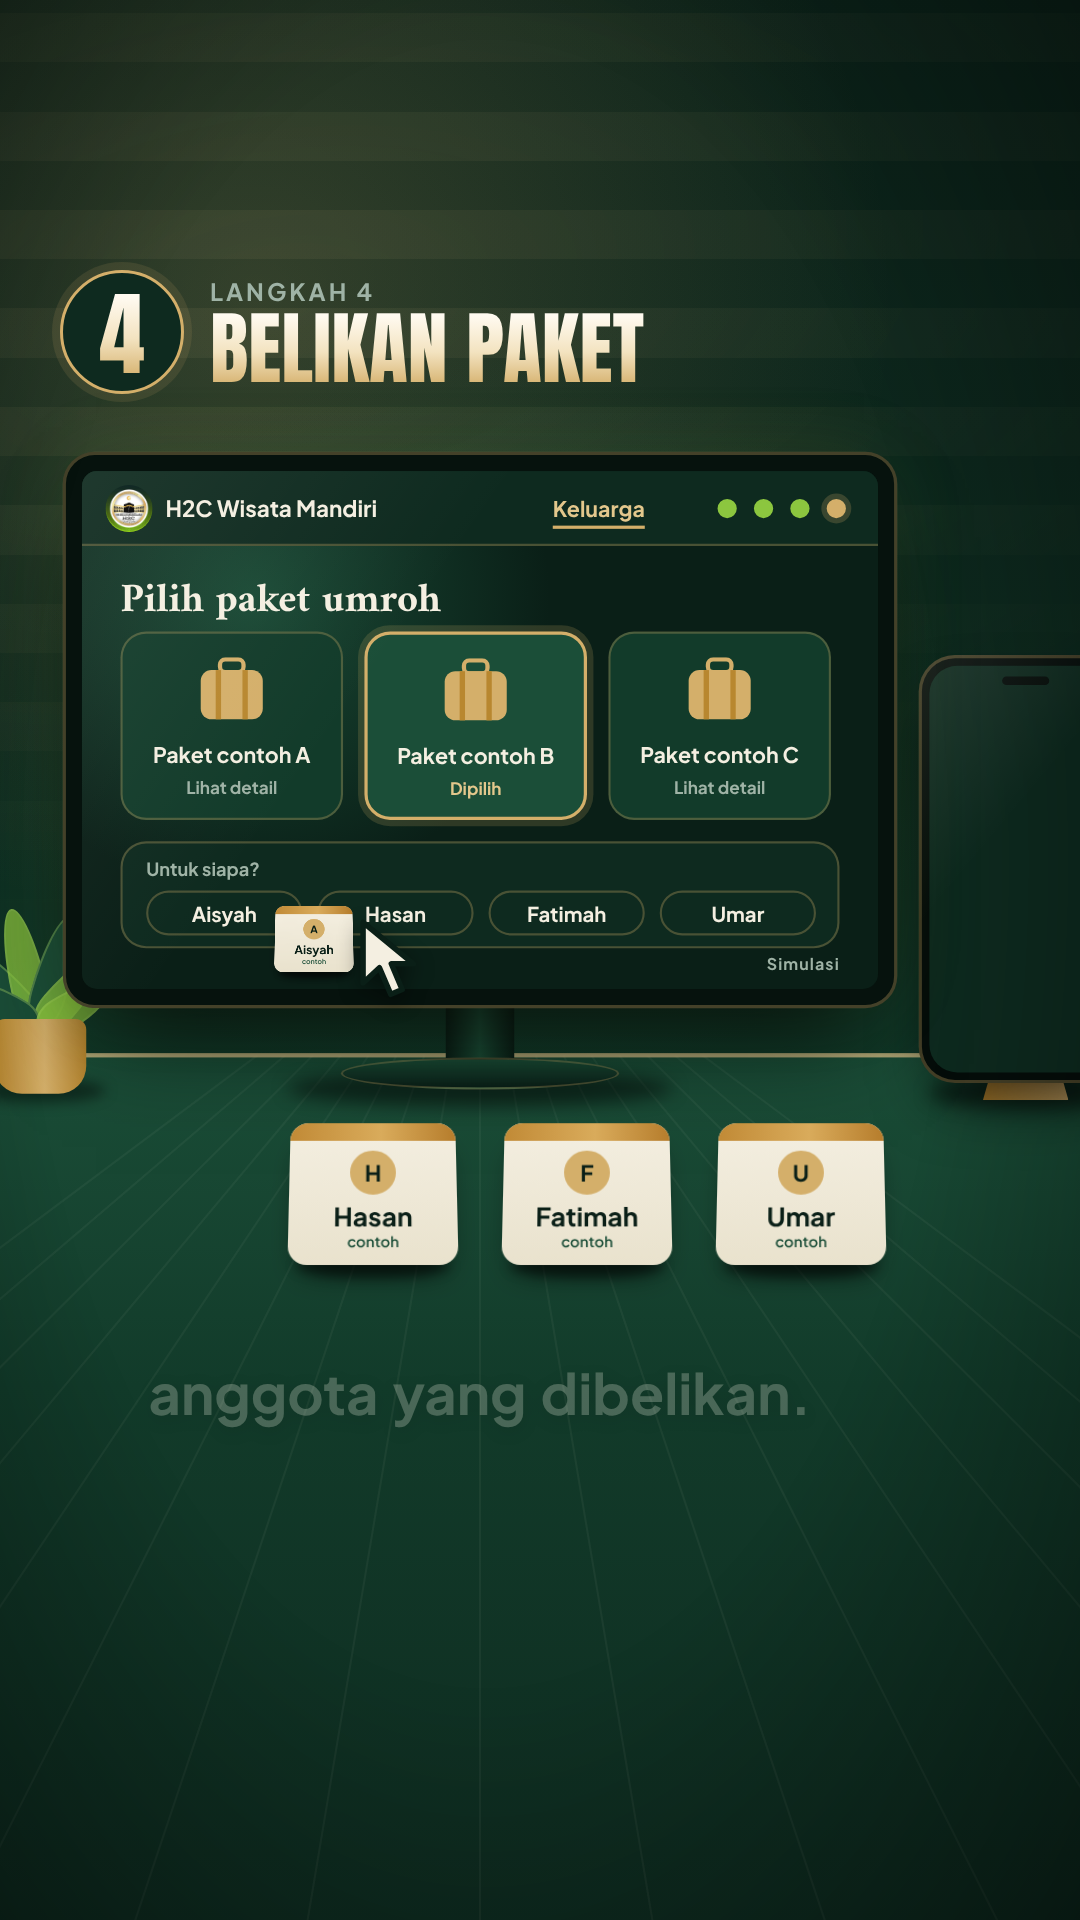 4
LANGKAH 4
BELIKAN PAKET
H2C Wisata Mandiri
Keluarga
Pilih paket umroh
Paket contoh A
Lihat detail
Paket contoh B
Dipilih
Paket contoh C
Lihat detail
Untuk siapa?
Aisyah
Hasan
Fatimah
Umar
A
Aisyah
contoh
Simulasi
H
Hasan
contoh
F
Fatimah
contoh
U
Umar
contoh
anggota yang dibelikan.